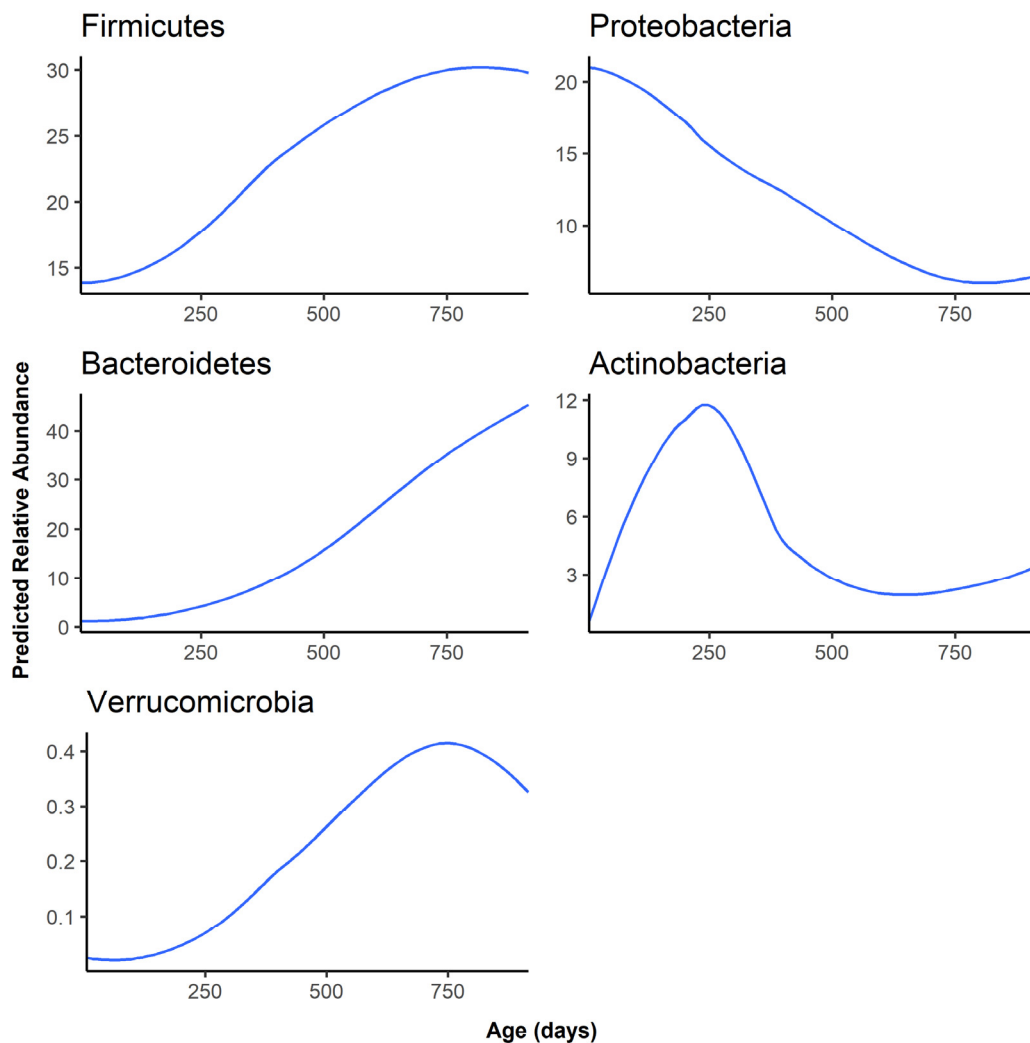 Firmicutes
30
25
20
15
250 500 750
Proteobacteria
20
15
10
250 500 750
Predicted Relative Abundance
Bacteroidetes
40
30
20
10
0
250 500 750
Actinobacteria
12
9
6
3
250 500 750
Verrucomicrobia
0.4
0.3
0.2
0.1
250 500 750
Age (days)